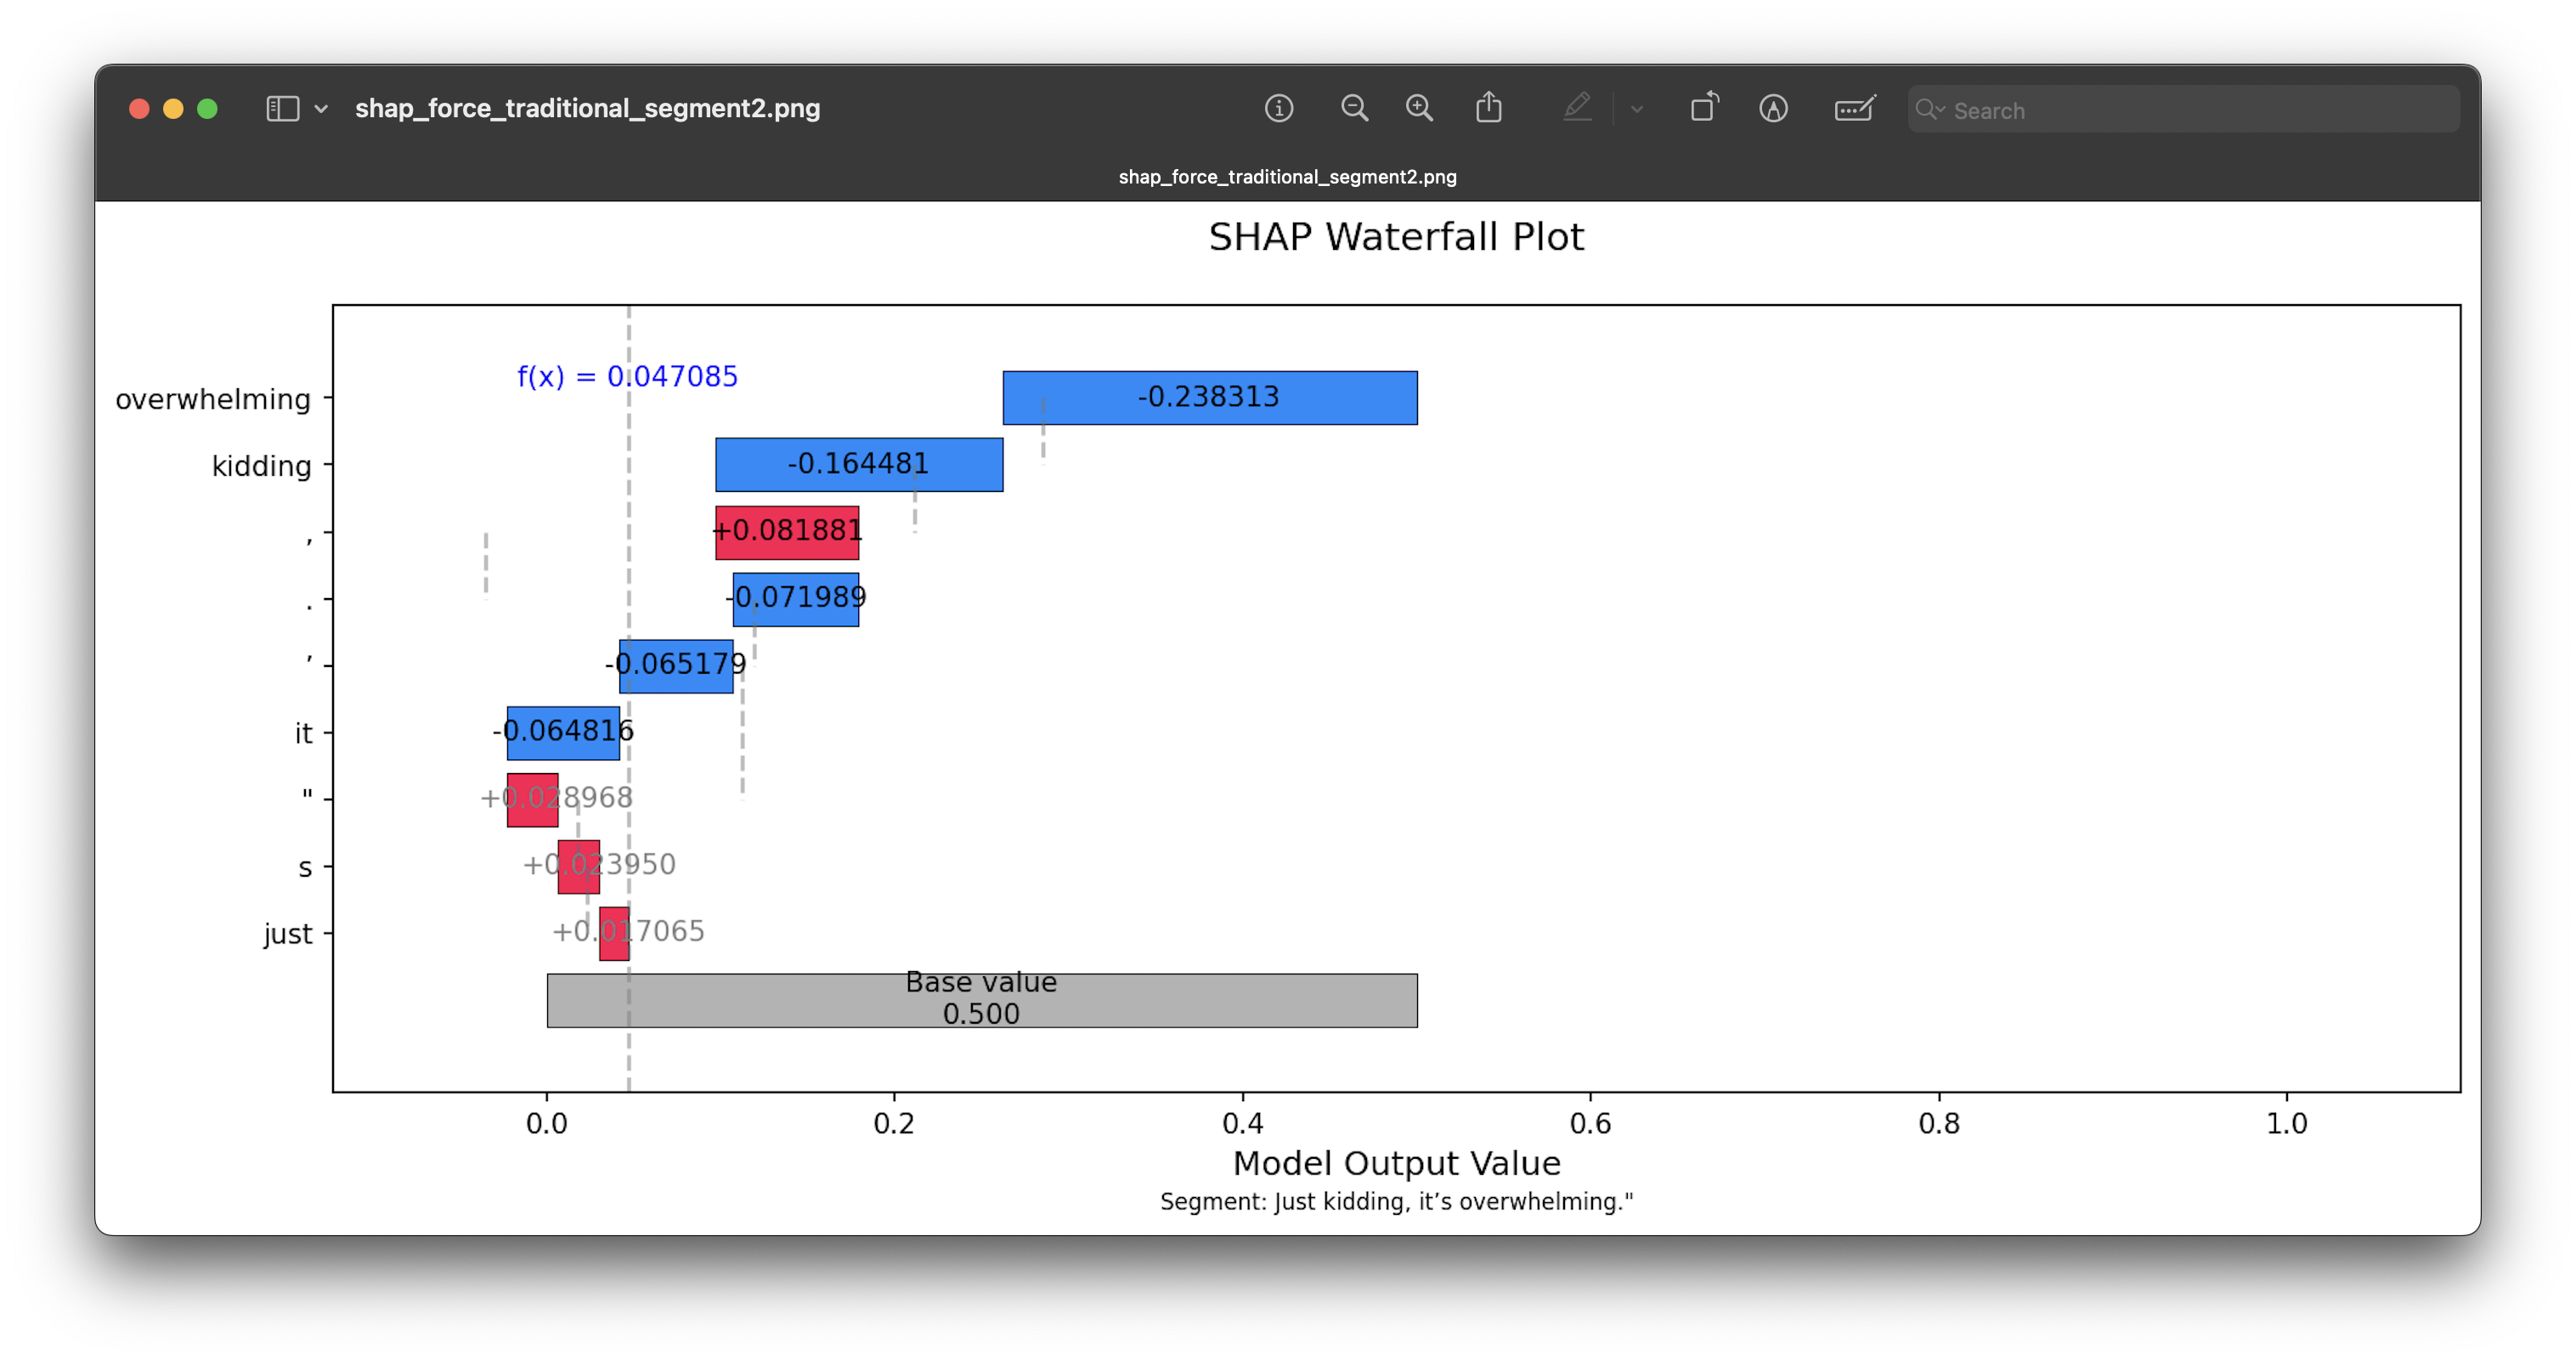 shap_force_traditional_segment2.png
Search
shap_force_traditional_segment2.png
SHAP Waterfall Plot
f(x) = 0.047085
overwhelming
-0.238313
kidding
-0.164481
,
+0.081881
.
-0.071989
’
-0.065179
it
-0.064816
"
+0.028968
s
+0.023950
just
+0.017065
Base value
0.500
0.0 0.2 0.4 0.6 0.8 1.0
Model Output Value
Segment: Just kidding, it’s overwhelming."